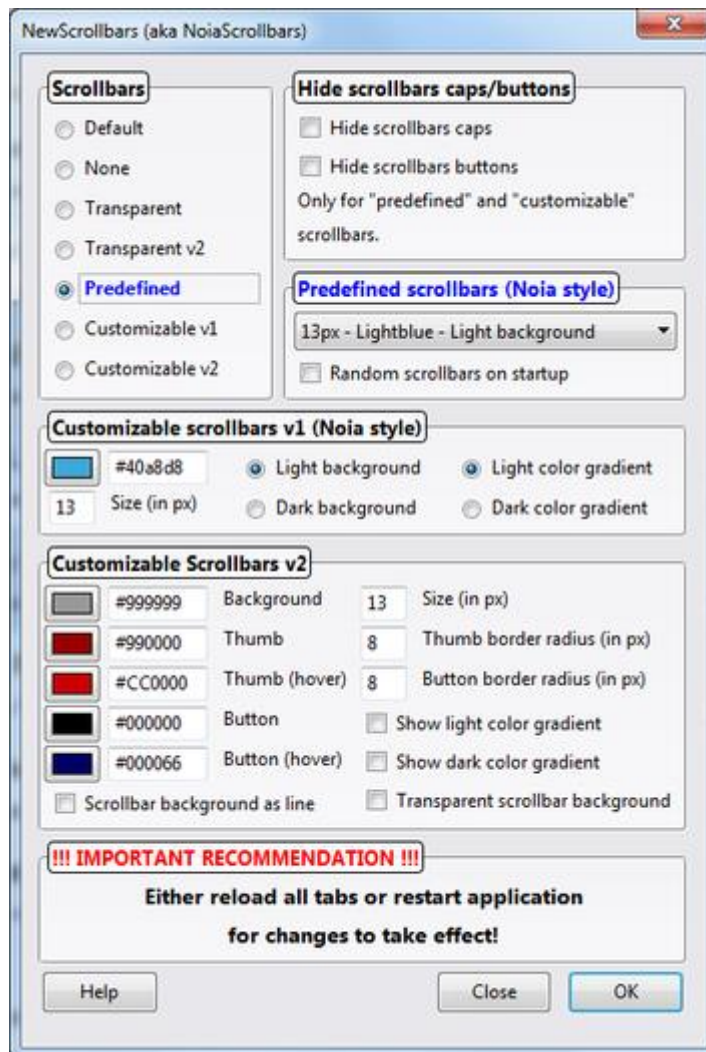 NewScrollbars (aka NoiaScrollbars)
Scrollbars
Default
None
Transparent
Transparent v2
Predefined
Customizable v1
Customizable v2
Hide scrollbars caps/buttons
Hide scrollbars caps
Hide scrollbars buttons
Only for "predefined" and "customizable"
scrollbars.
Predefined scrollbars (Noia style)
13px - Lightblue - Light background
Random scrollbars on startup
Customizable scrollbars v1 (Noia style)
#40a8d8 Light background Light color gradient
13 Size (in px) Dark background Dark color gradient
Customizable Scrollbars v2
#999999 Background 13 Size (in px)
#990000 Thumb 8 Thumb border radius (in px)
#CC0000 Thumb (hover) 8 Button border radius (in px)
#000000 Button Show light color gradient
#000066 Button (hover) Show dark color gradient
Scrollbar background as line Transparent scrollbar background
!!! IMPORTANT RECOMMENDATION !!!
Either reload all tabs or restart application
for changes to take effect!
Help Close OK